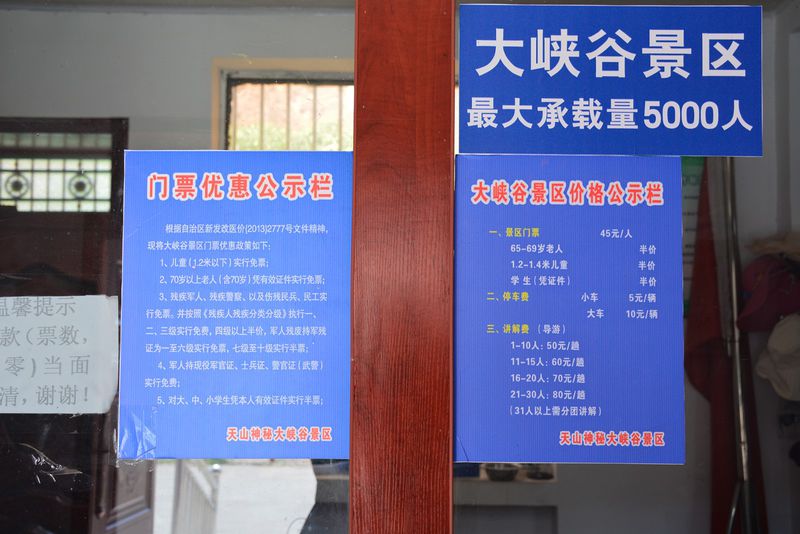 大峡谷景区
最大承载量5000人
门票优惠公示栏
根据自治区新发改医价[2013]2777号文件精神,
现将大峡谷景区门票优惠政策如下:
1、儿童(1.2米以下)实行免票;
2、70岁以上老人(含70岁)凭有效证件实行免票;
3、残疾军人、残疾警察、以及伤残民兵、民工实
行免票。并按照《残疾人残疾分类分级》执行一、
二、三级实行免费,四级以上半价,军人残废持军残
证为一至六级实行免票,七级至十级实行半票;
4、军人持现役军官证、士兵证、警官证(武警)
实行免费;
5、对大、中、小学生凭本人有效证件实行半票;
天山神秘大峡谷景区
大峡谷景区价格公示栏
一、景区门票 45元/人
65-69岁老人 半价
1.2-1.4米儿童 半价
学生(凭证件) 半价
二、停车费 小车 5元/辆
大车 10元/辆
三、讲解费 (导游)
1-10人:50元/趟
11-15人:60元/趟
16-20人:70元/趟
21-30人:80元/趟
(31人以上需分团讲解)
天山神秘大峡谷景区
温馨提示
款(票数,
零)当面
清,谢谢!